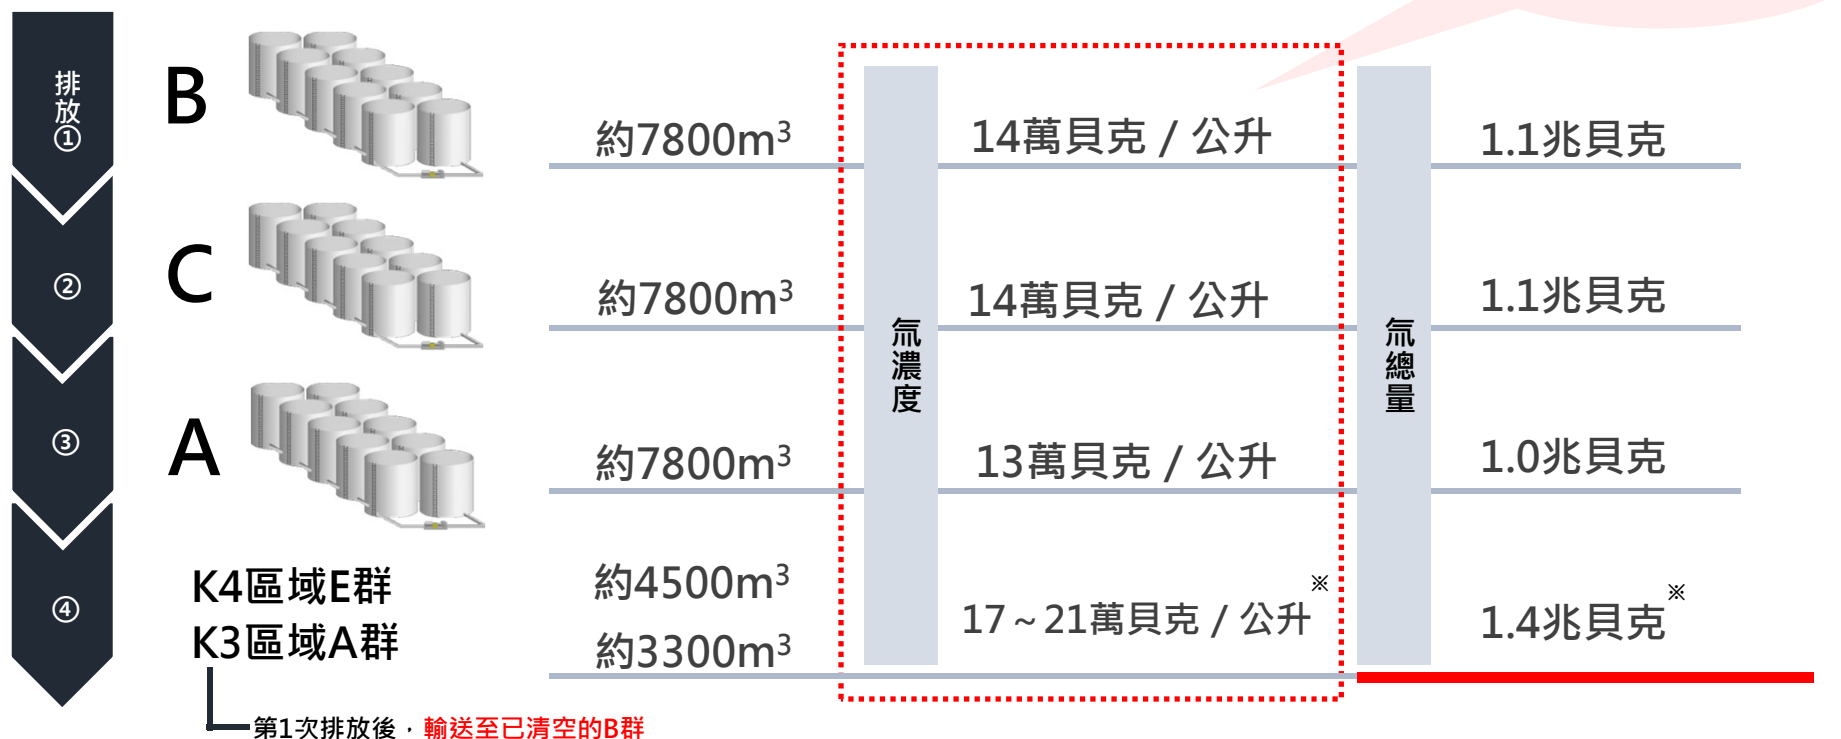 排放
①
B
約7800m³
14萬貝克 / 公升
1.1兆貝克
②
C
約7800m³
14萬貝克 / 公升
1.1兆貝克
氚濃度
氚總量
③
A
約7800m³
13萬貝克 / 公升
1.0兆貝克
④
K4區域E群
K3區域A群
約4500m³
約3300m³
17～21萬貝克 / 公升※
1.4兆貝克※
第1次排放後，輸送至已清空的B群